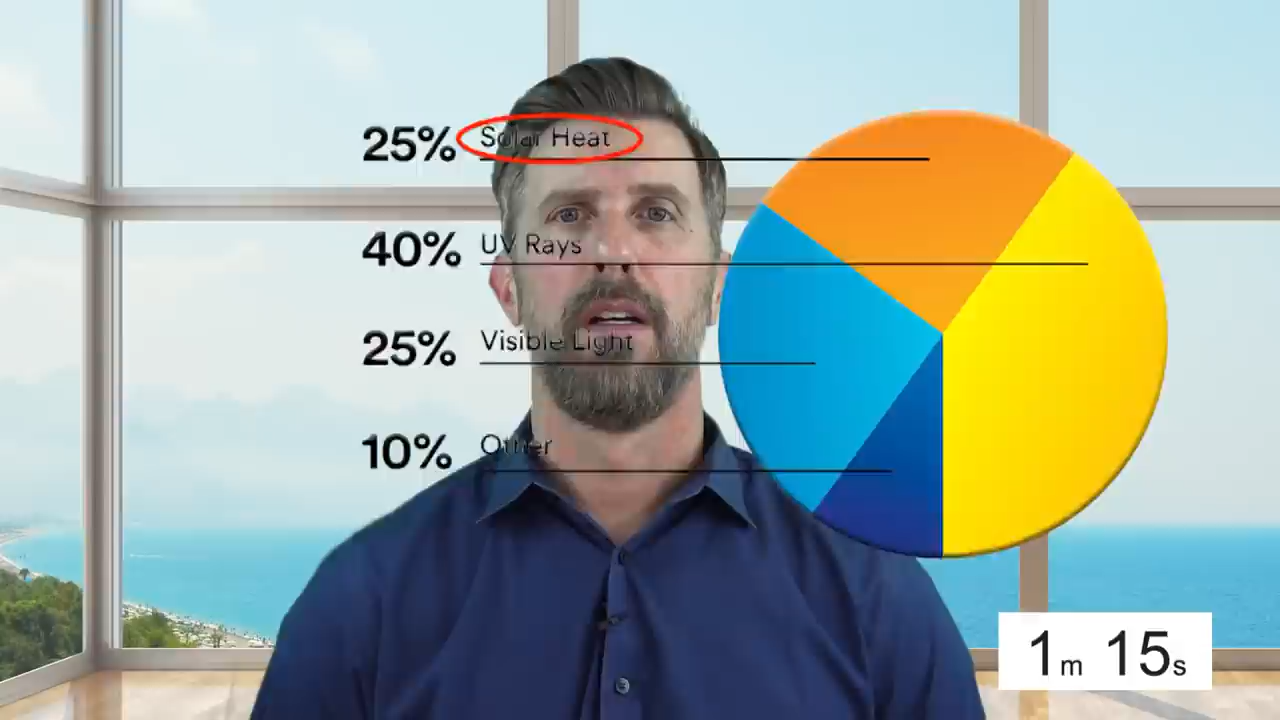 25% Solar Heat
40% UV Rays
25% Visible Light
10% Other
1m 15s